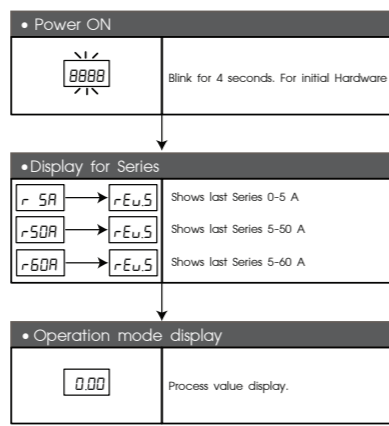 • Power ON
8888
Blink for 4 seconds. For initial Hardware
•Display for Series
r 5A rEu.5
Shows last Series 0-5 A
r50A rEu.5
Shows last Series 5-50 A
r60A rEu.5
Shows last Series 5-60 A
• Operation mode display
0.00
Process value display.